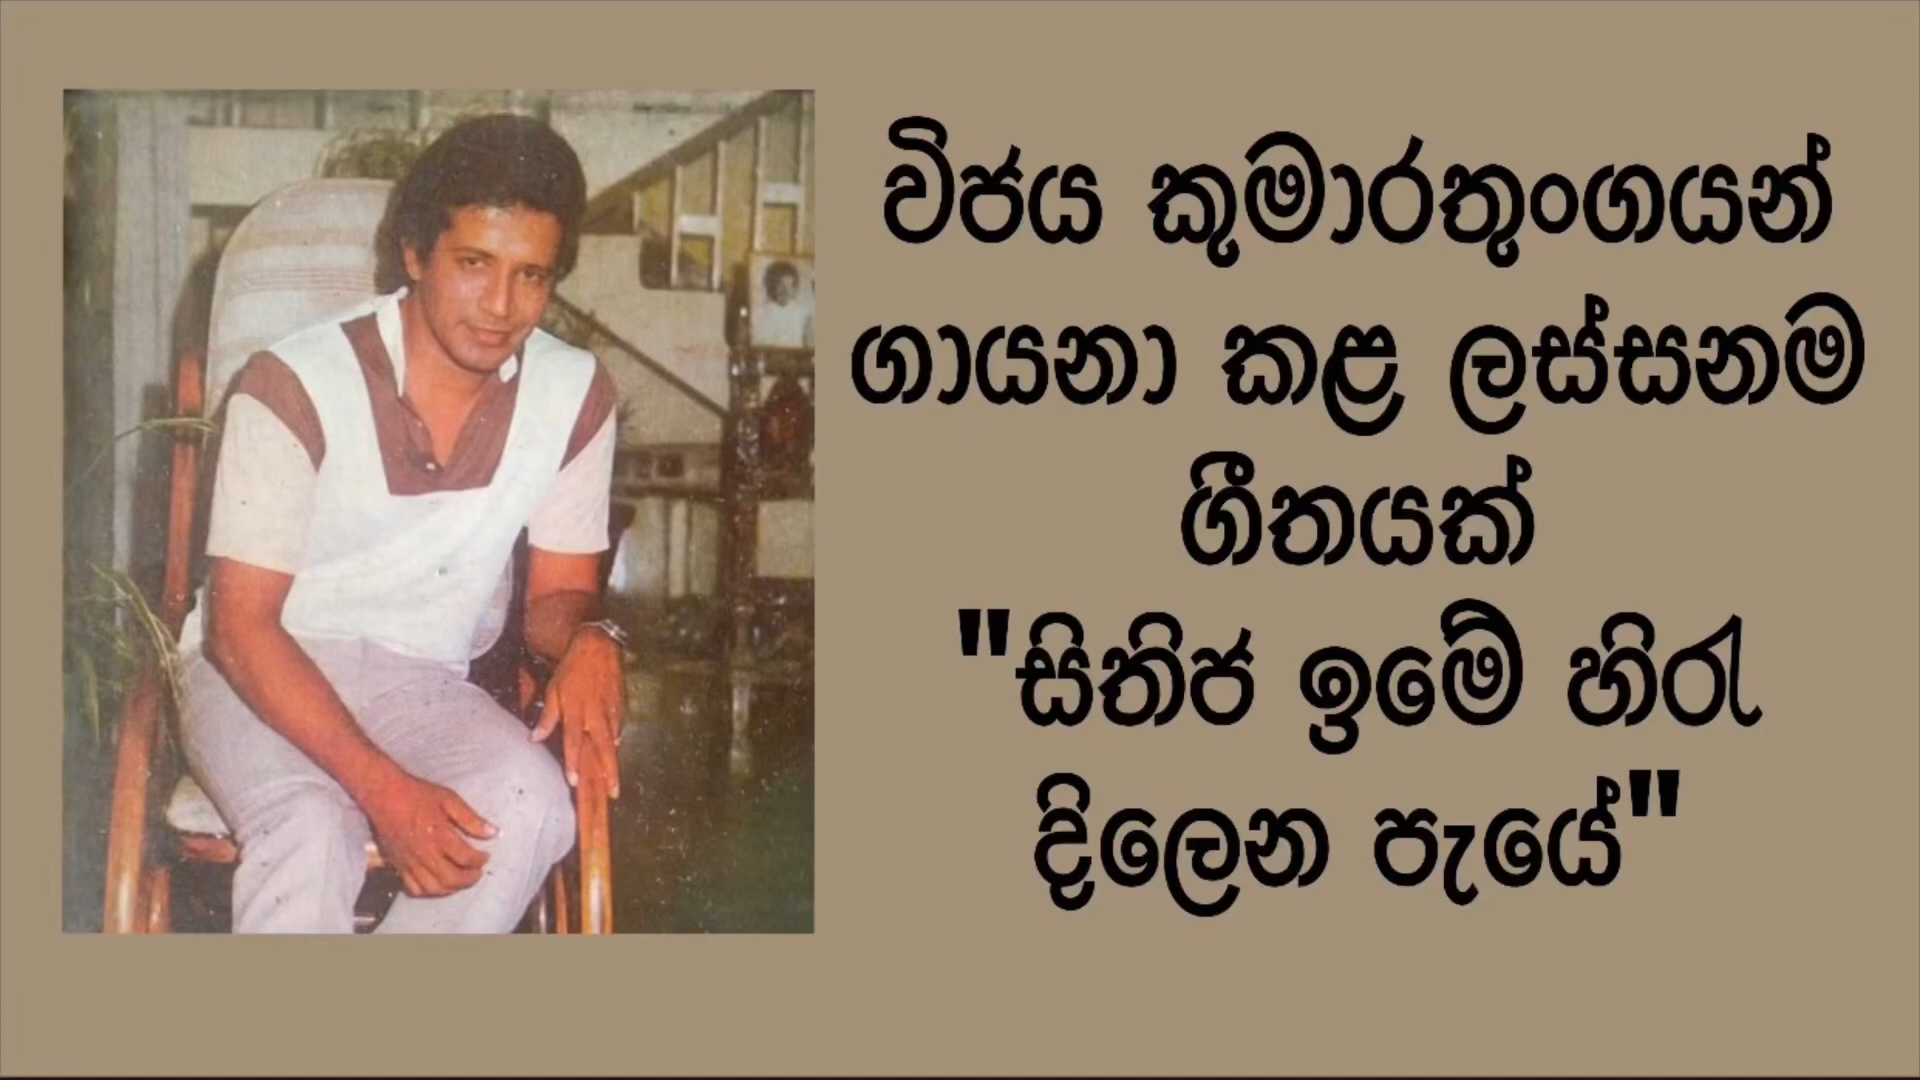 විජය කුමාරතුංගයන්
ගායනා කළ ලස්සනම
ගීතයක්
"සිතිජ ඉමේ හිරු
දිලෙන පැයේ"